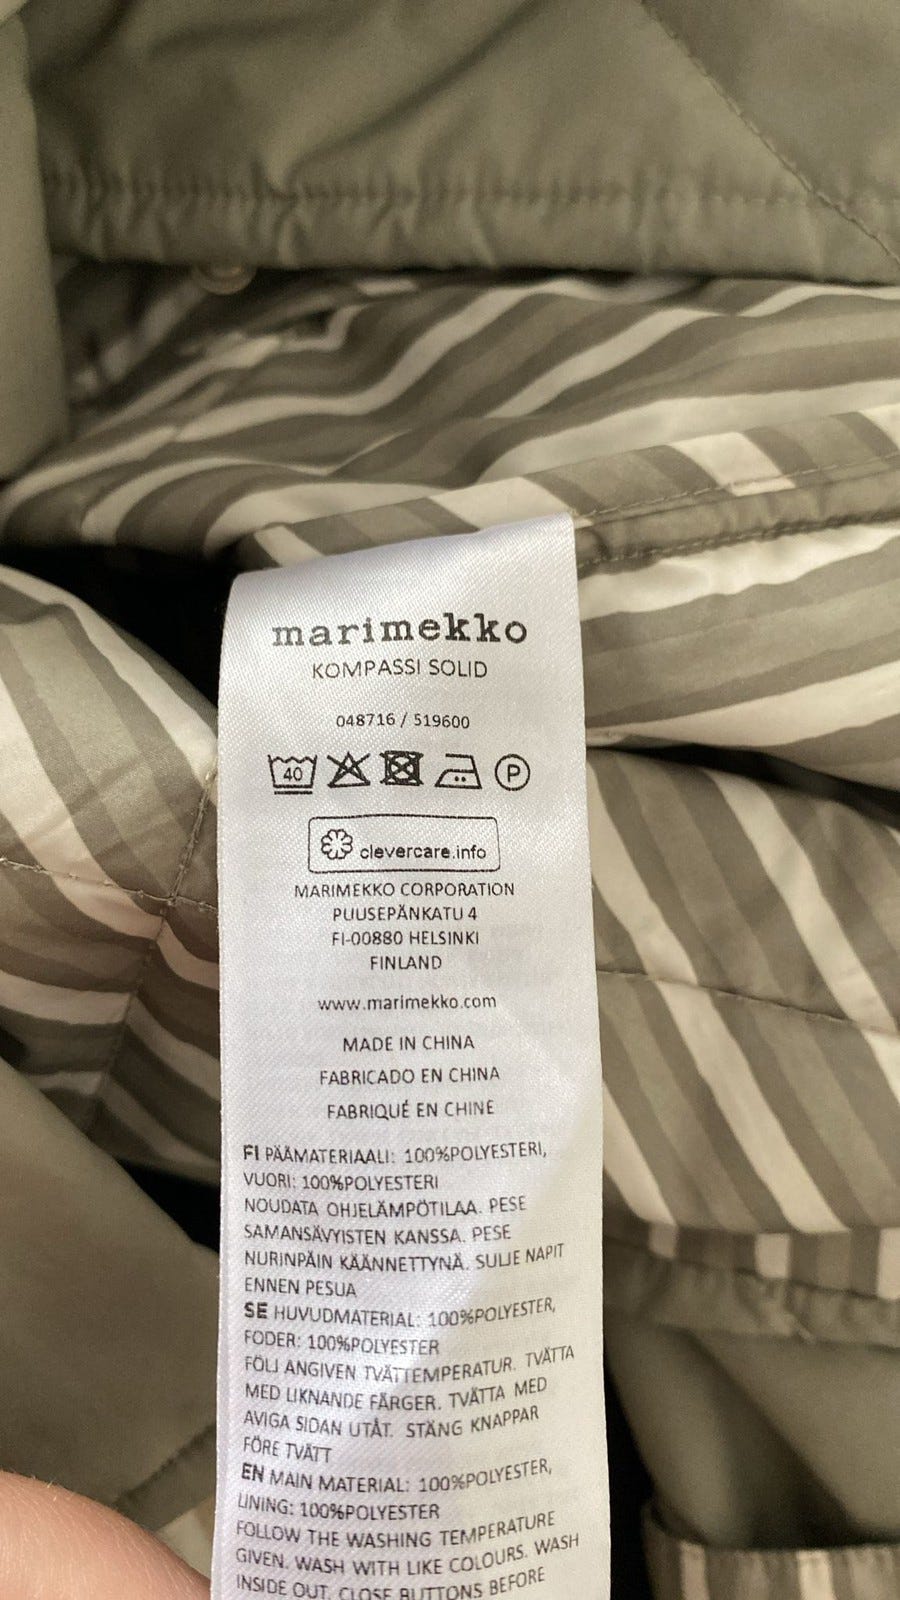 marimekko
KOMPASSI SOLID
048716 / 519600
40 P
clevercare.info
MARIMEKKO CORPORATION
PUUSEPÄNKATU 4
FI-00880 HELSINKI
FINLAND
www.marimekko.com
MADE IN CHINA
FABRICADO EN CHINA
FABRIQUÉ EN CHINE
FI PÄÄMATERIAALI: 100%POLYESTERI,
VUORI: 100%POLYESTERI
NOUDATA OHJELÄMPÖTILAA. PESE
SAMANSÄVYISTEN KANSSA. PESE
NURINPÄIN KÄÄNNETTYNÄ. SULJE NAPIT
ENNEN PESUA
SE HUVUDMATERIAL: 100%POLYESTER,
FODER: 100%POLYESTER
FÖLJ ANGIVEN TVÄTTEMPERATUR. TVÄTTA
MED LIKNANDE FÄRGER. TVÄTTA MED
AVIGA SIDAN UTÅT. STÄNG KNAPPAR
FÖRE TVÄTT
EN MAIN MATERIAL: 100%POLYESTER,
LINING: 100%POLYESTER
FOLLOW THE WASHING TEMPERATURE
GIVEN. WASH WITH LIKE COLOURS. WASH
INSIDE OUT. CLOSE BUTTONS BEFORE